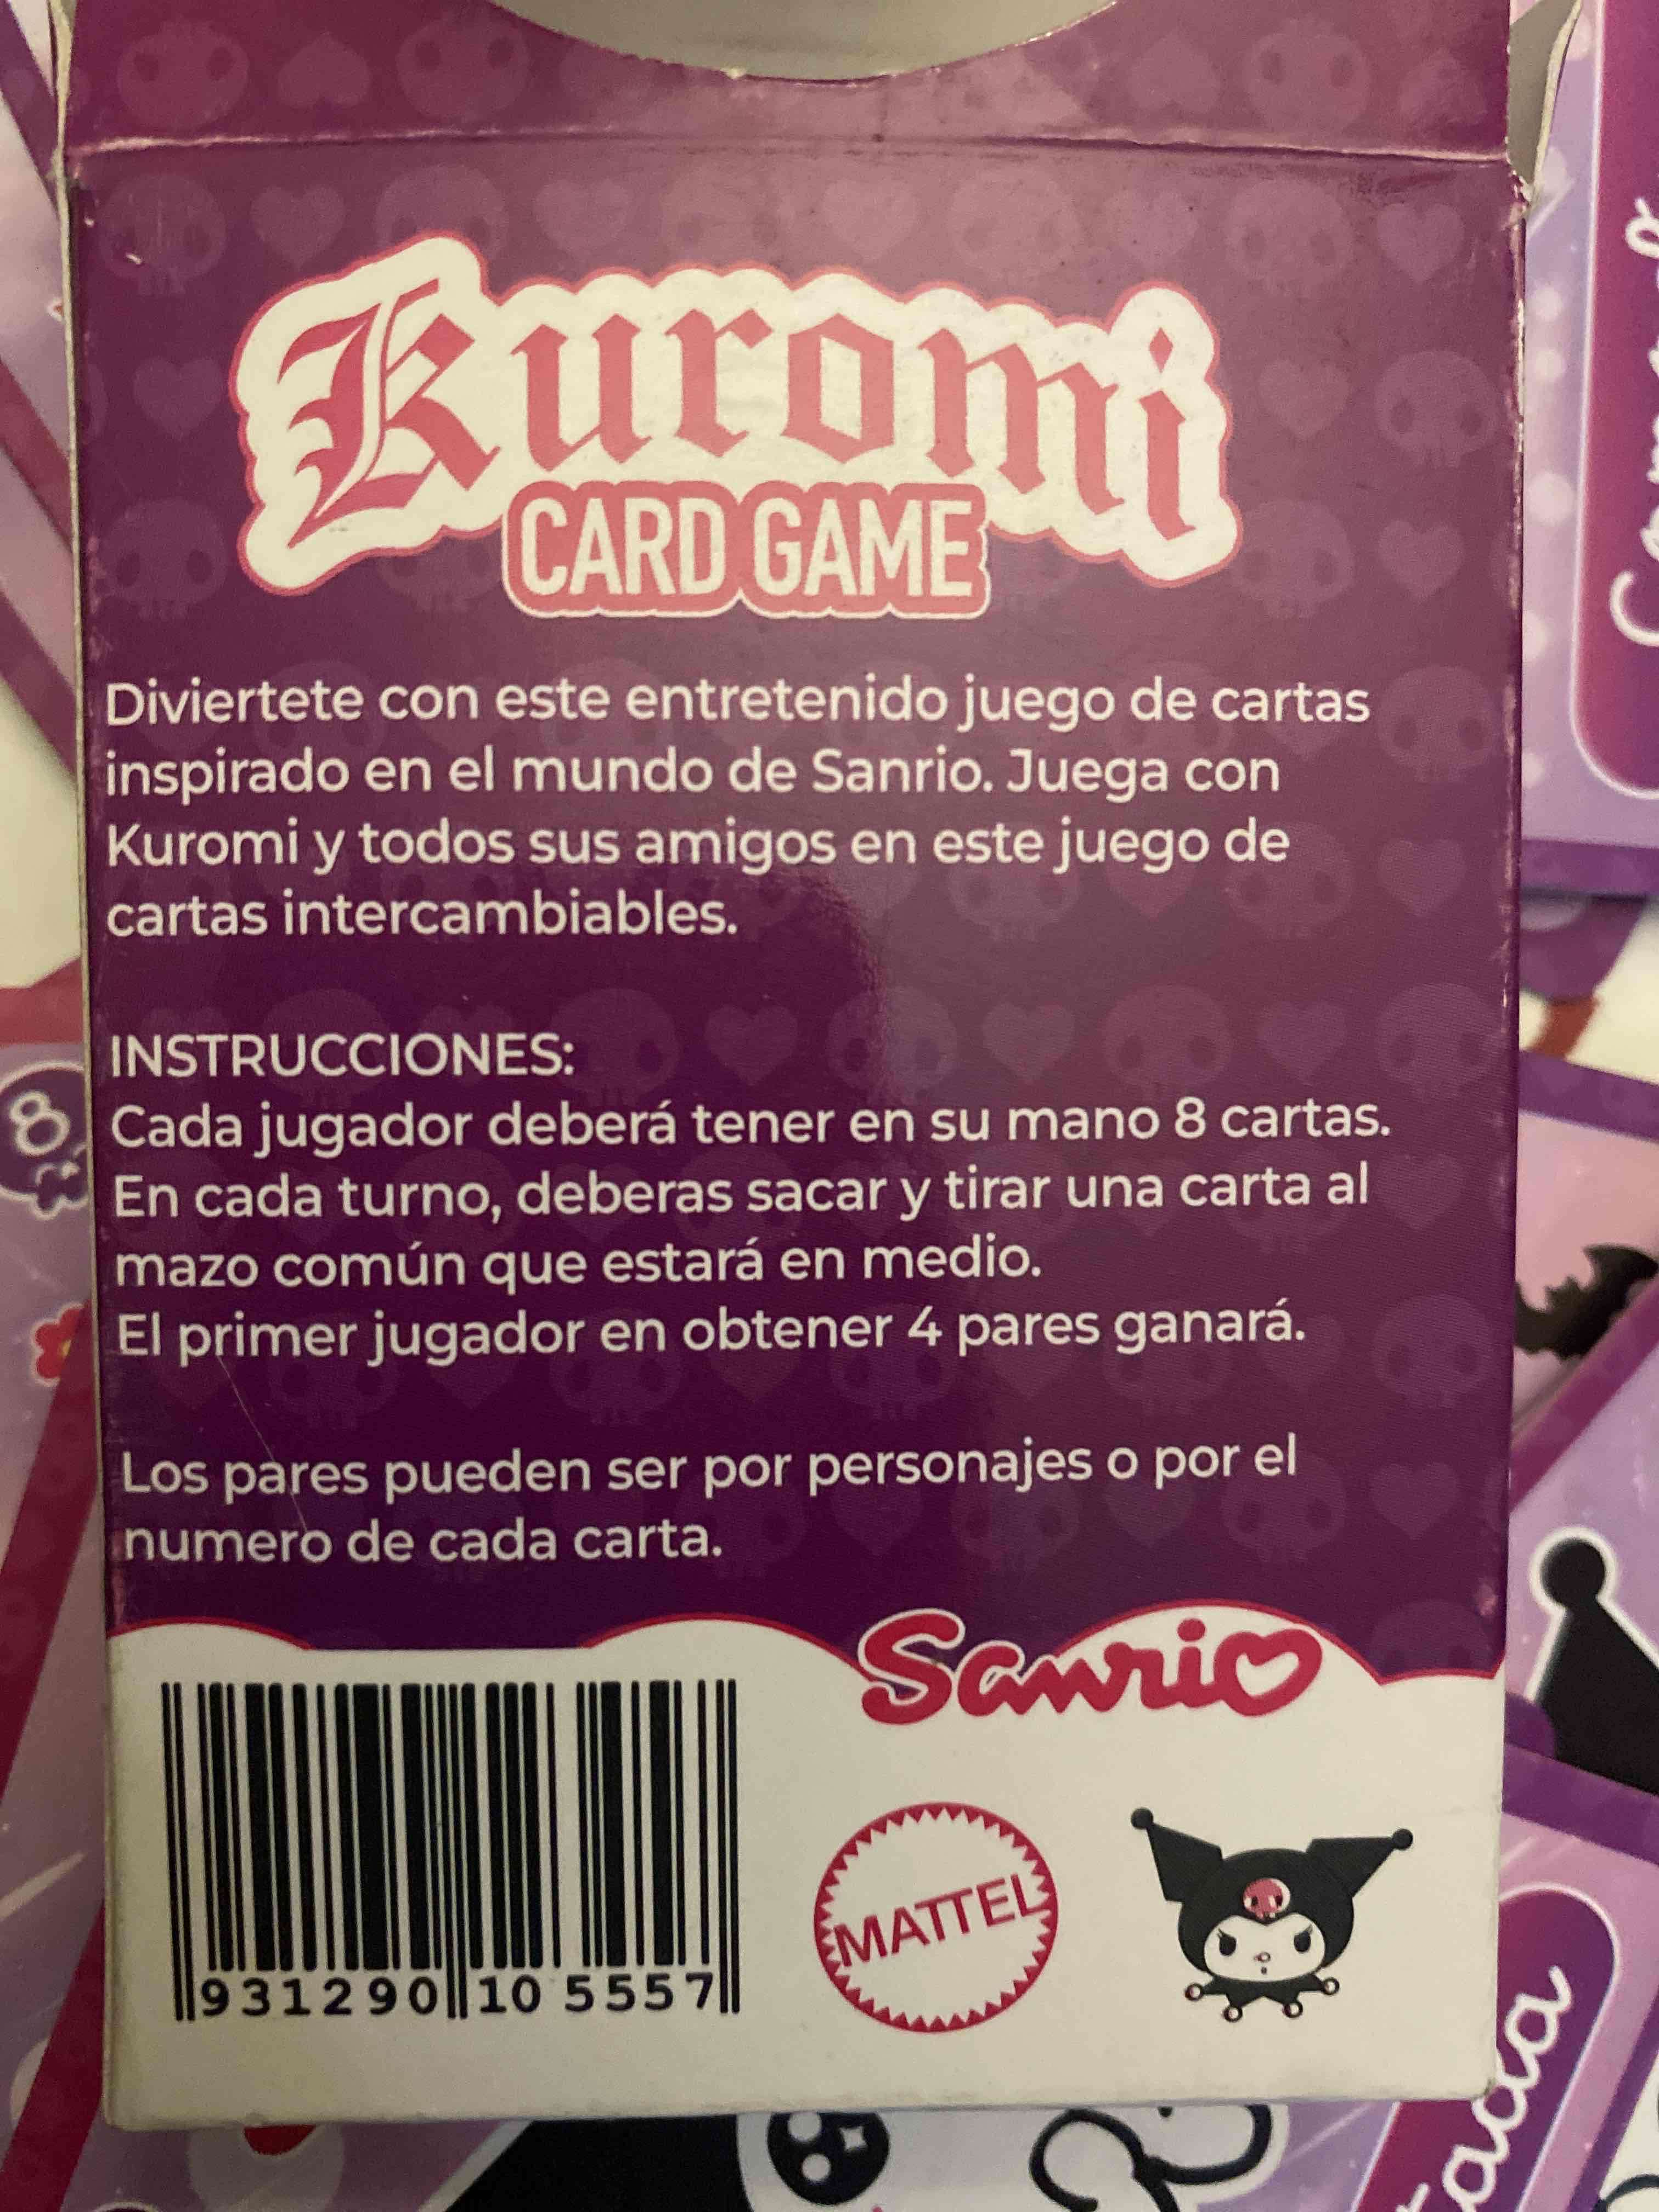 Kuromi
CARD GAME
Diviertete con este entretenido juego de cartas
inspirado en el mundo de Sanrio. Juega con
Kuromi y todos sus amigos en este juego de
cartas intercambiables.
INSTRUCCIONES:
Cada jugador deberá tener en su mano 8 cartas.
En cada turno, deberas sacar y tirar una carta al
mazo común que estará en medio.
El primer jugador en obtener 4 pares ganará.
Los pares pueden ser por personajes o por el
numero de cada carta.
Sanrio
931290 10 5557
MATTEL
8